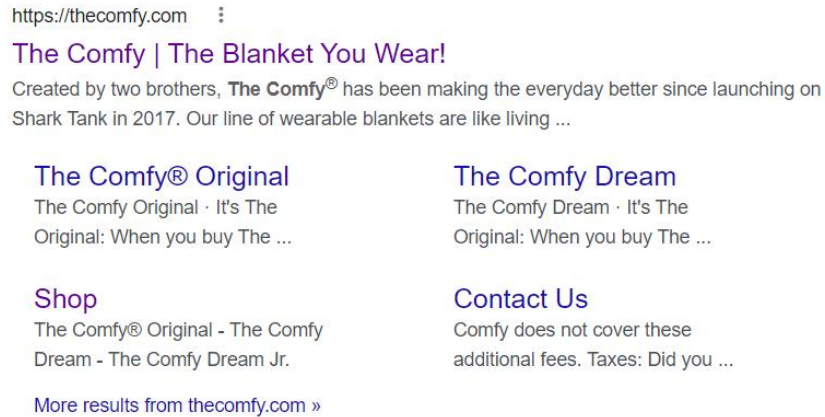 https://thecomfy.com
The Comfy | The Blanket You Wear!
Created by two brothers, The Comfy® has been making the everyday better since launching on
Shark Tank in 2017. Our line of wearable blankets are like living ...
The Comfy® Original
The Comfy Original · It's The
Original: When you buy The ...
The Comfy Dream
The Comfy Dream · It's The
Original: When you buy The ...
Shop
The Comfy® Original - The Comfy
Dream - The Comfy Dream Jr.
Contact Us
Comfy does not cover these
additional fees. Taxes: Did you ...
More results from thecomfy.com »